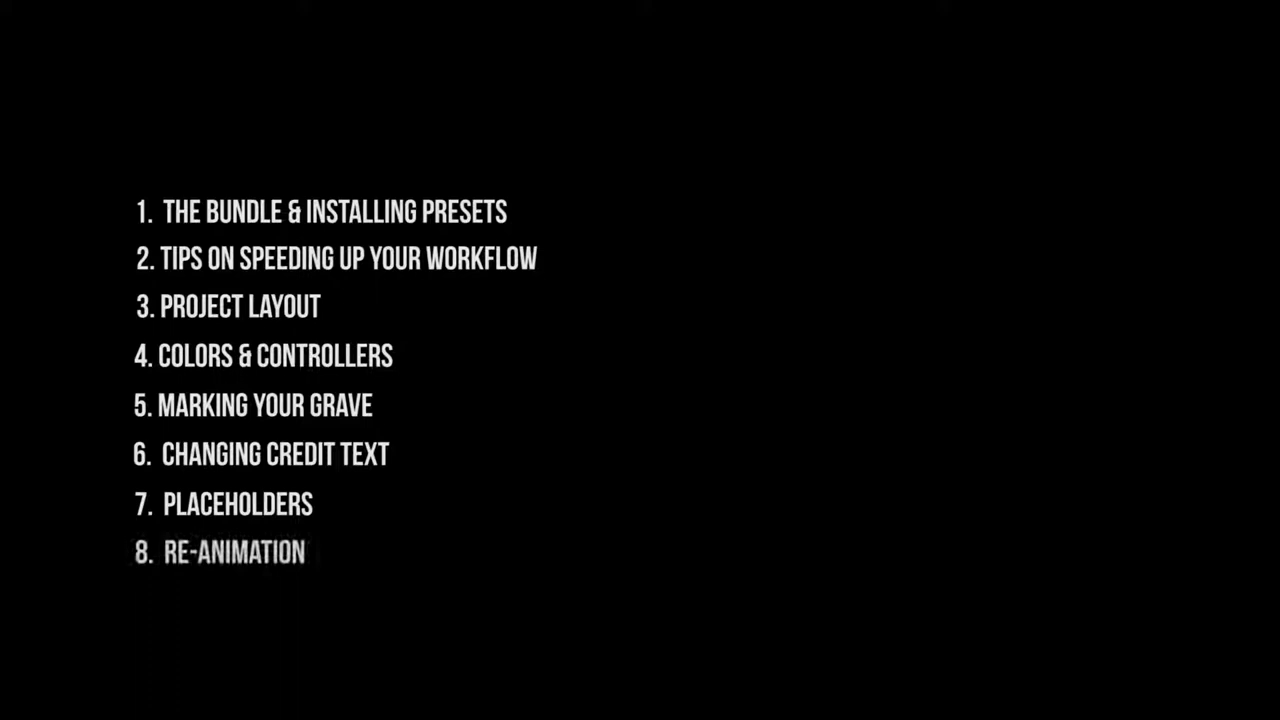 1. THE BUNDLE & INSTALLING PRESETS
2. TIPS ON SPEEDING UP YOUR WORKFLOW
3. PROJECT LAYOUT
4. COLORS & CONTROLLERS
5. MARKING YOUR GRAVE
6. CHANGING CREDIT TEXT
7. PLACEHOLDERS
8. RE-ANIMATION